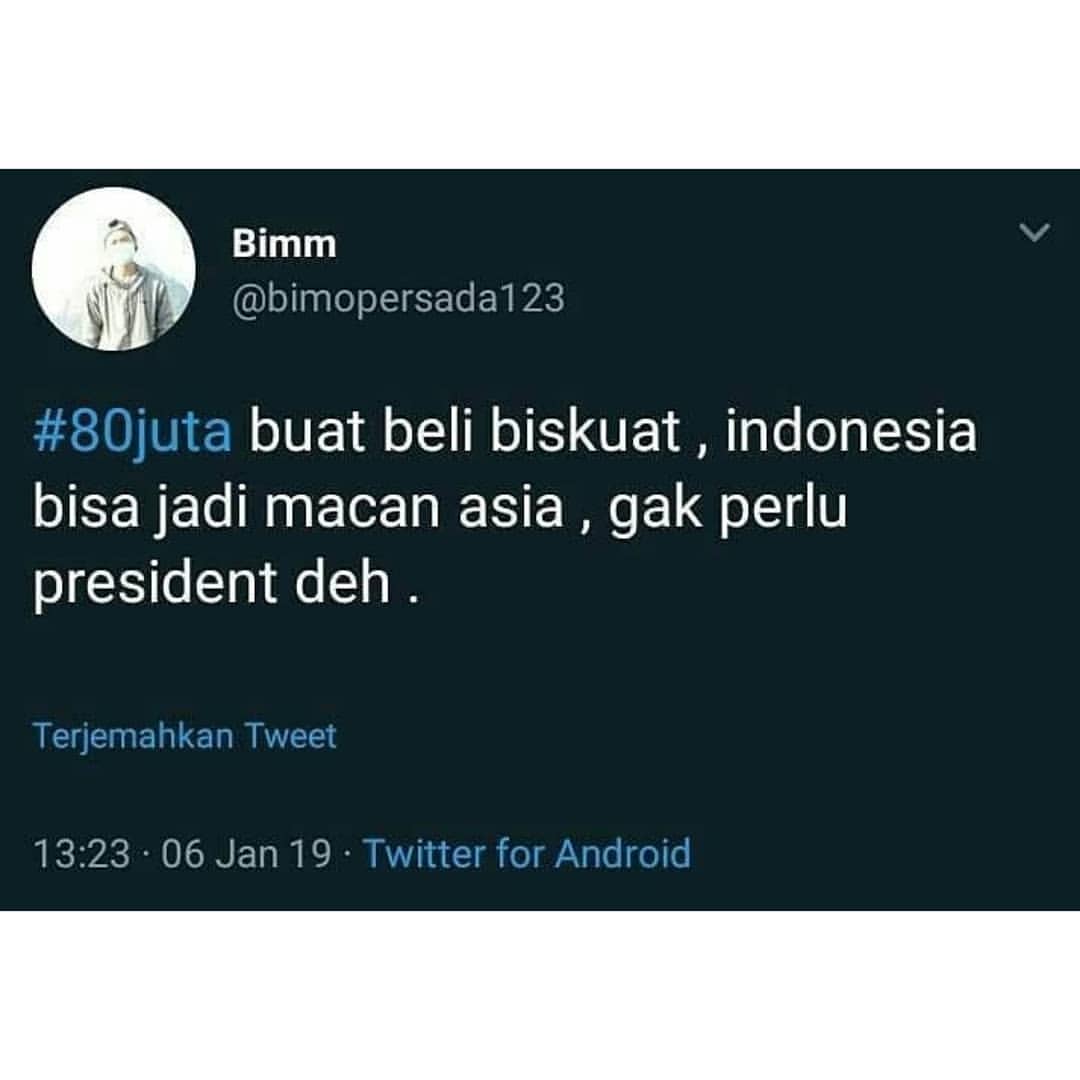 Bimm
@bimopersada123
#80juta buat beli biskuat , indonesia
bisa jadi macan asia , gak perlu
president deh .
Terjemahkan Tweet
13:23 · 06 Jan 19 · Twitter for Android